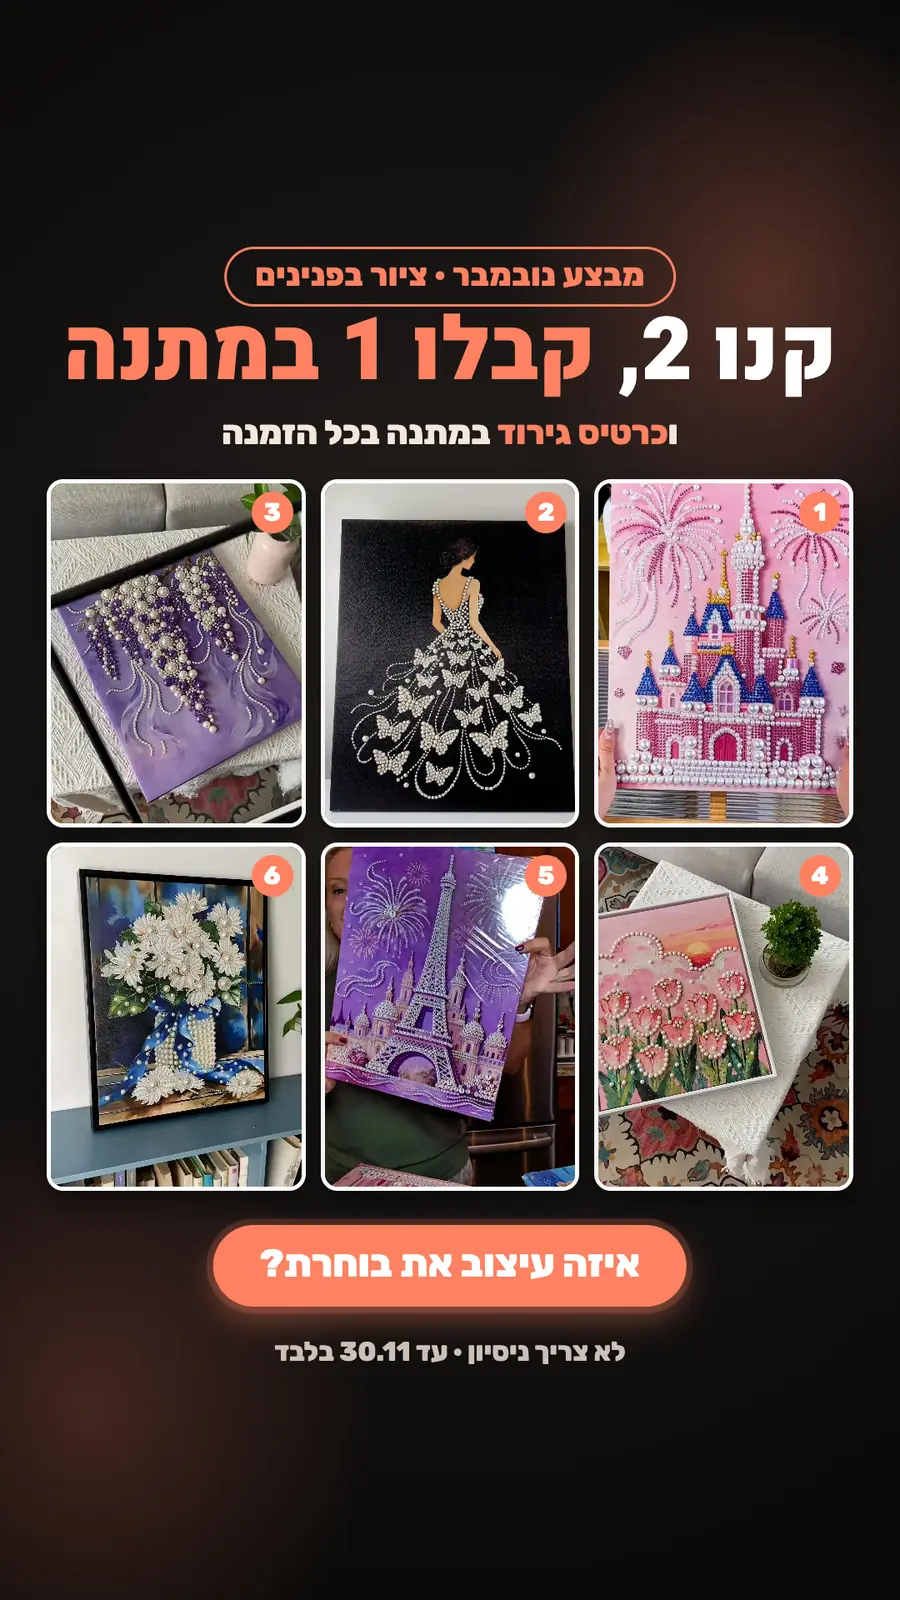 מבצע נובמבר • ציור בפנינים
קנו 2, קבלו 1 במתנה
וכרטיס גירוד במתנה בכל הזמנה
1
2
3
4
5
6
איזה עיצוב את בוחרת?
לא צריך ניסיון • עד 30.11 בלבד